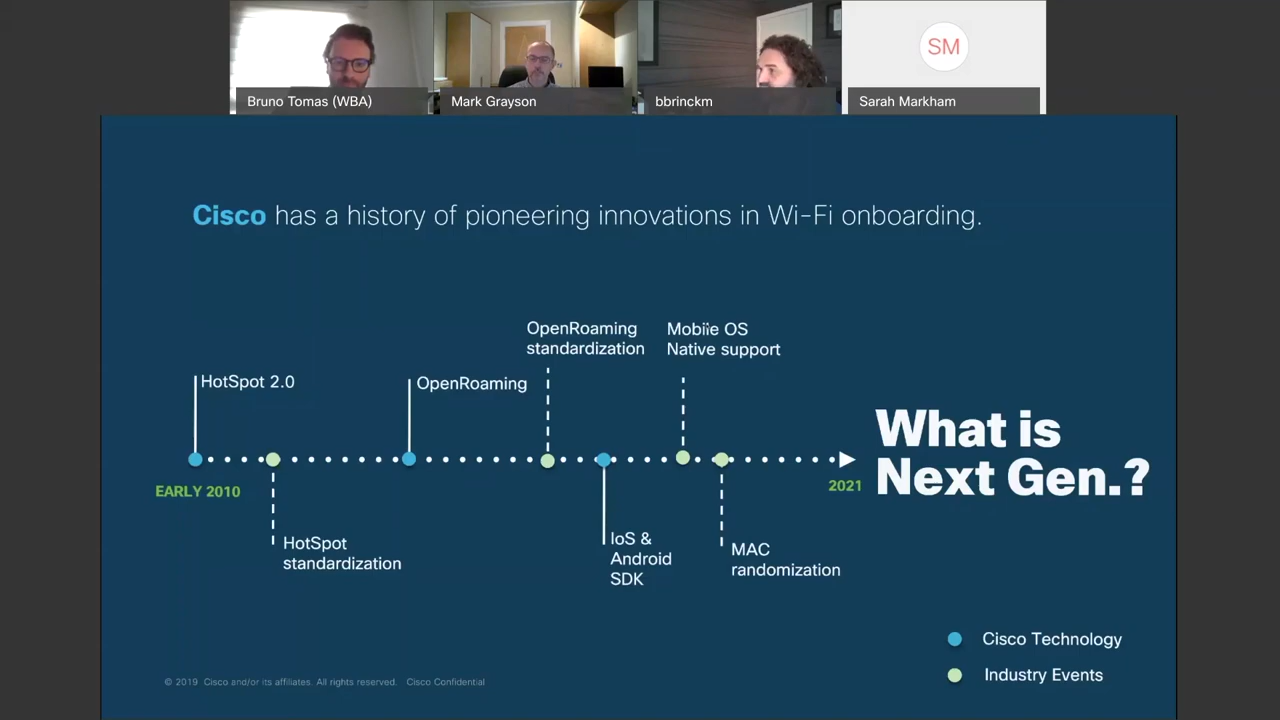 SM
Bruno Tomas (WBA)
Mark Grayson
bbrinckm
Sarah Markham
Cisco has a history of pioneering innovations in Wi-Fi onboarding.
OpenRoaming
standardization
Mobile OS
Native support
HotSpot 2.0
OpenRoaming
What is
Next Gen.?
EARLY 2010
2021
HotSpot
standardization
IoS &
Android
SDK
MAC
randomization
Cisco Technology
Industry Events
© 2019 Cisco and/or its affiliates. All rights reserved. Cisco Confidential